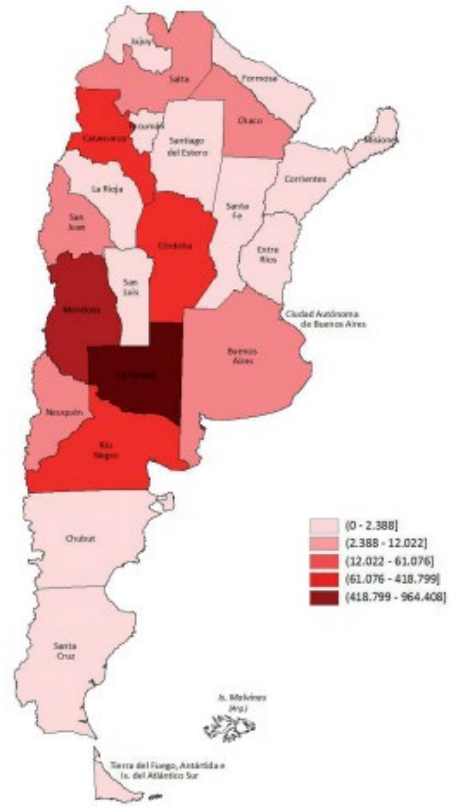 Jujuy
Salta
Formosa
Chaco
Tucumán
Catamarca
Santiago
del Estero
Misiones
Corrientes
La Rioja
Santa
Fe
San
Juan
Córdoba
Entre
Ríos
San
Luis
Mendoza
Ciudad Autónoma
de Buenos Aires
Buenos
Aires
La Pampa
Neuquén
Río
Negro
Chubut
(0 - 2.388]
(2.388 - 12.022]
(12.022 - 61.076]
(61.076 - 418.799]
(418.799 - 964.408]
Santa
Cruz
Is. Malvinas
(Arg.)
Tierra del Fuego, Antártida e
Is. del Atlántico Sur